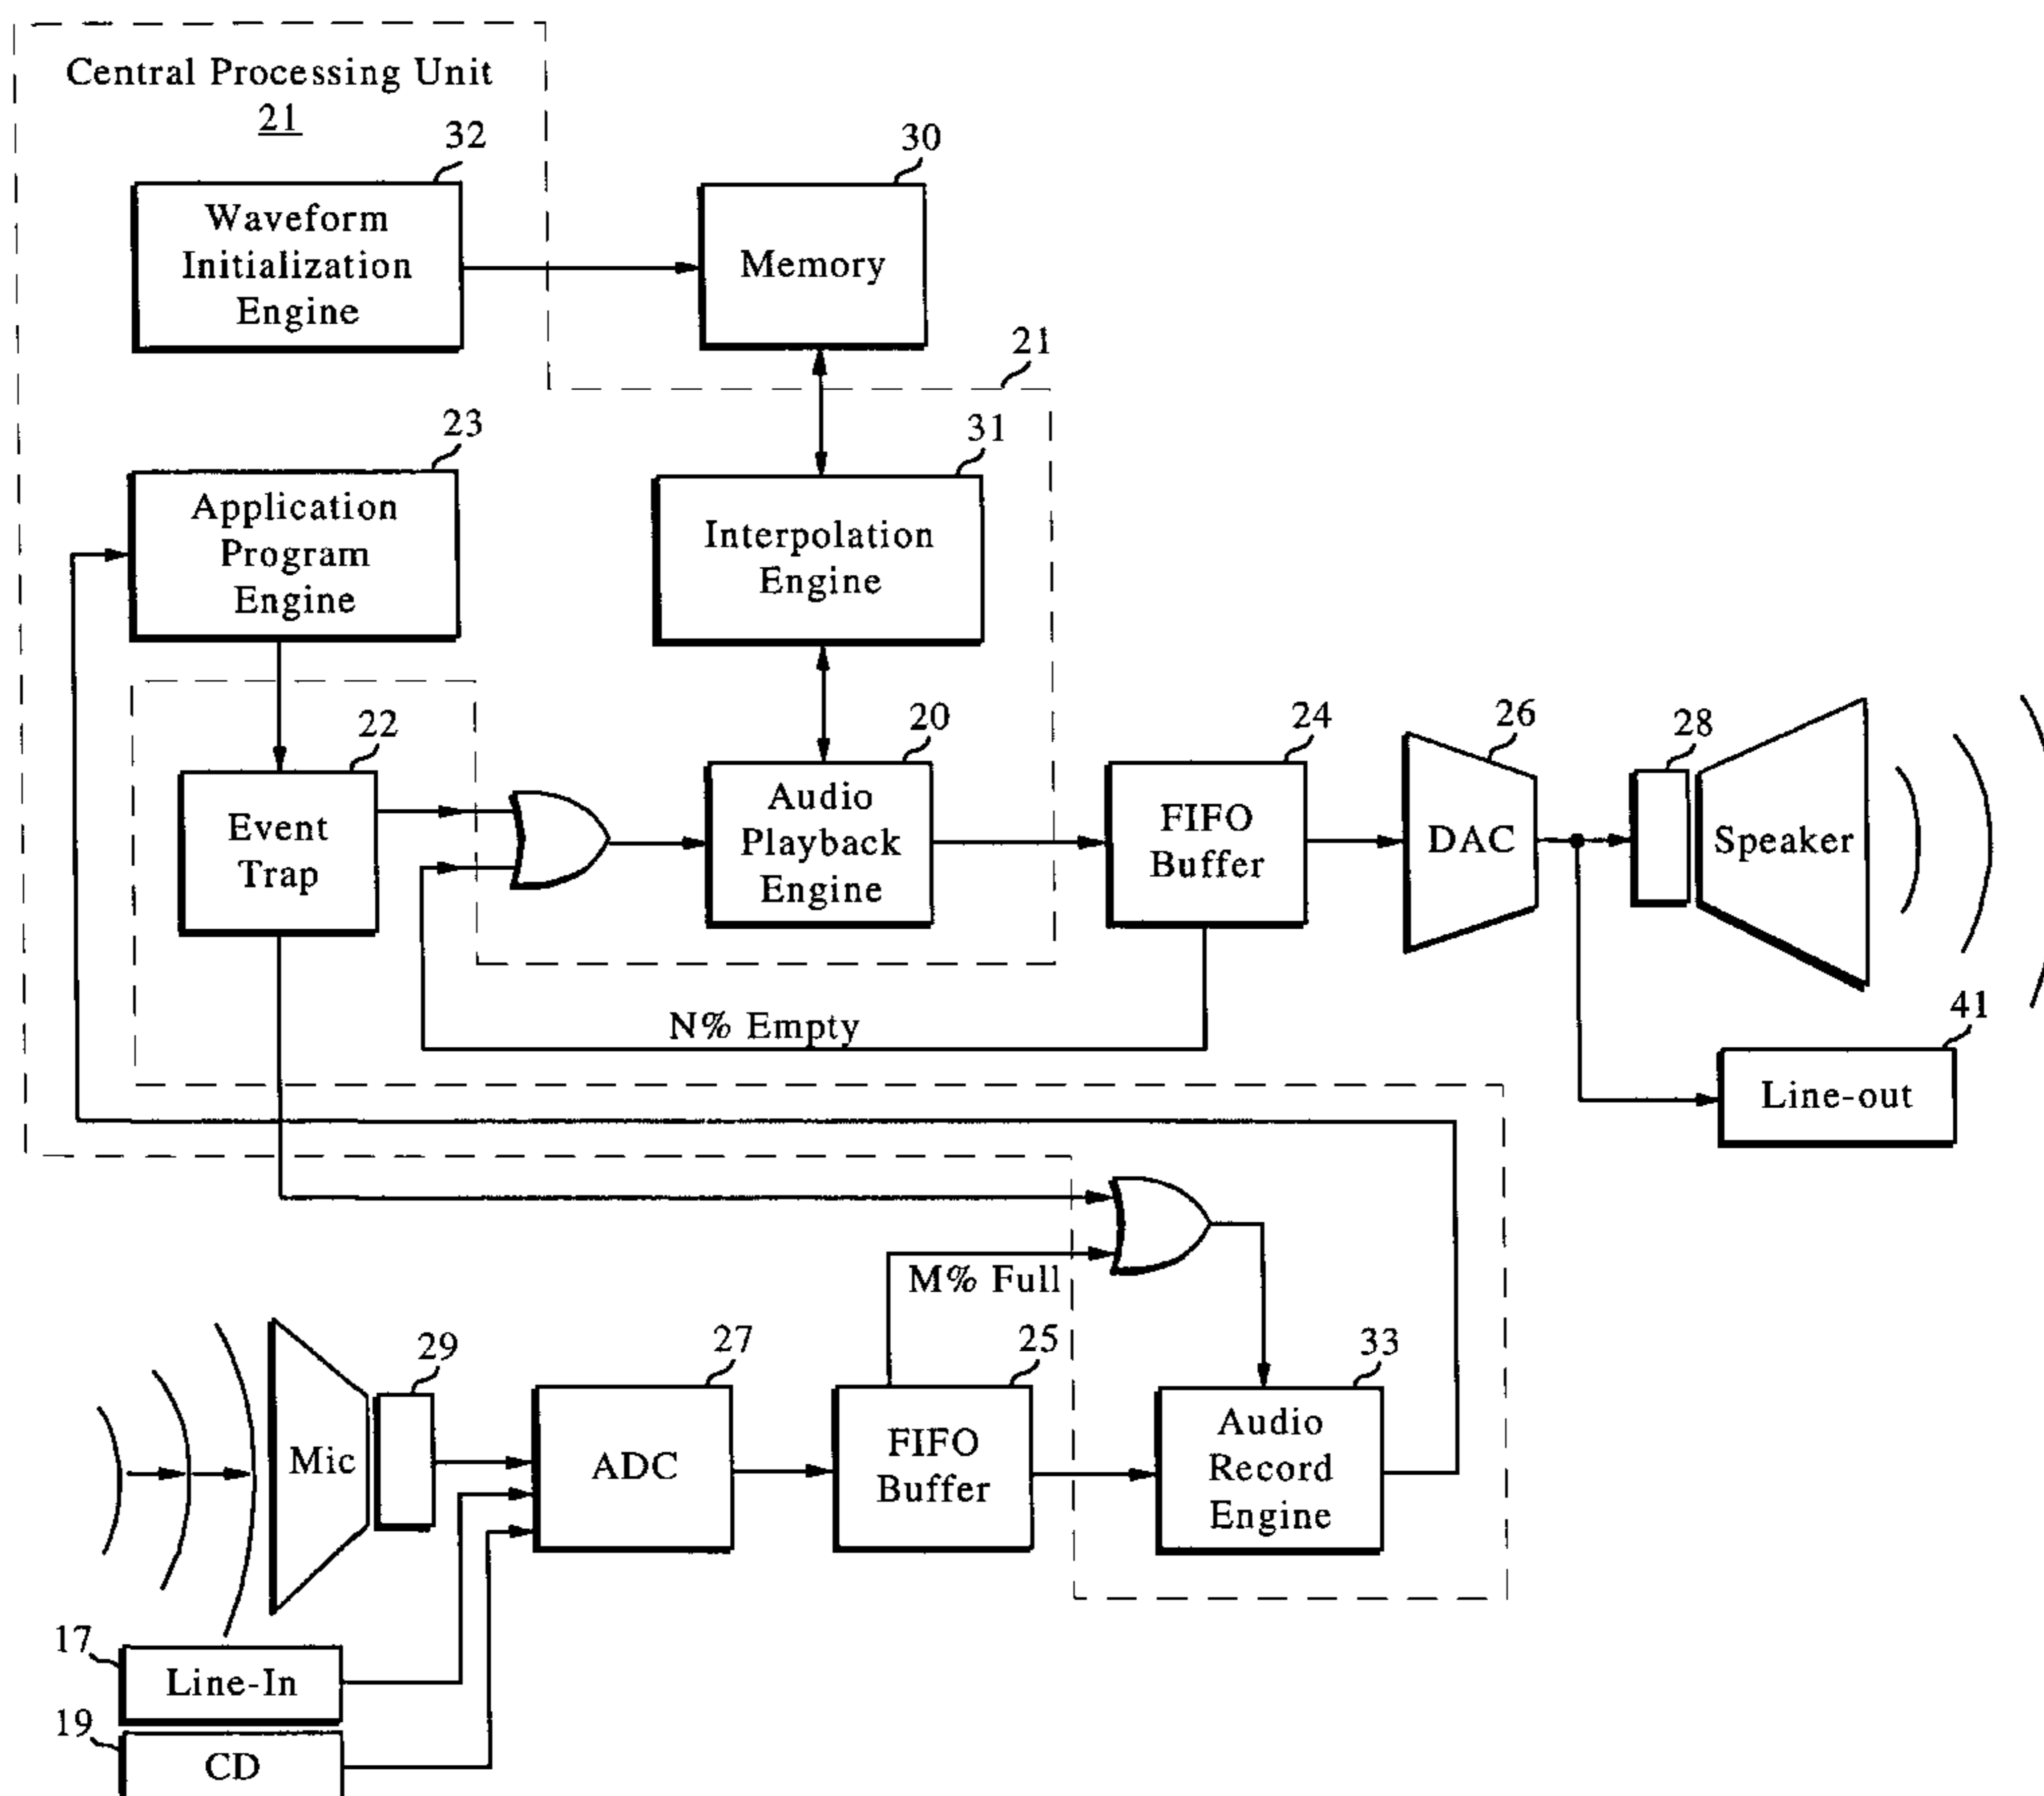 Central Processing Unit
21
32
30
Waveform
Initialization
Engine
Memory
21
23
31
Application
Program
Engine
Interpolation
Engine
22
20
24
26
28
Event
Trap
Audio
Playback
Engine
FIFO
Buffer
DAC
Speaker
N% Empty
41
Line-out
M% Full
29
27
25
33
Mic
ADC
FIFO
Buffer
Audio
Record
Engine
17
Line-In
19
CD